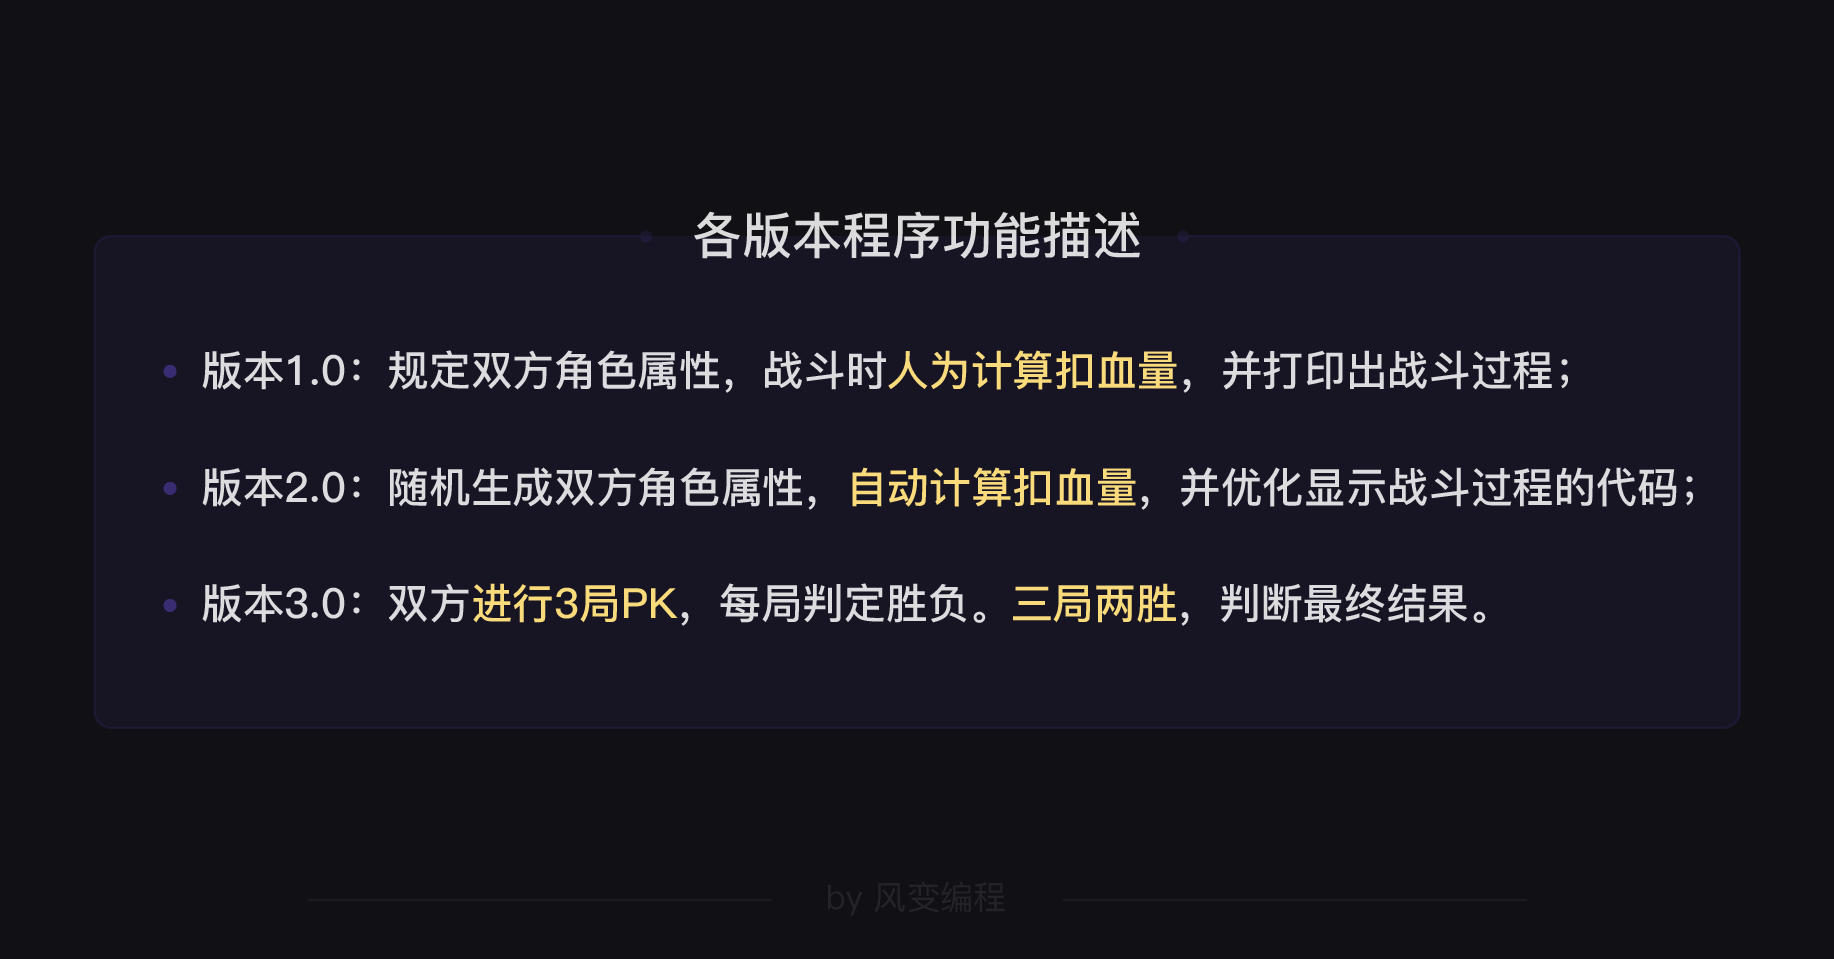 各版本程序功能描述
版本1.0：规定双方角色属性，战斗时人为计算扣血量，并打印出战斗过程；
版本2.0：随机生成双方角色属性，自动计算扣血量，并优化显示战斗过程的代码；
版本3.0：双方进行3局PK，每局判定胜负。三局两胜，判断最终结果。
by 风变编程